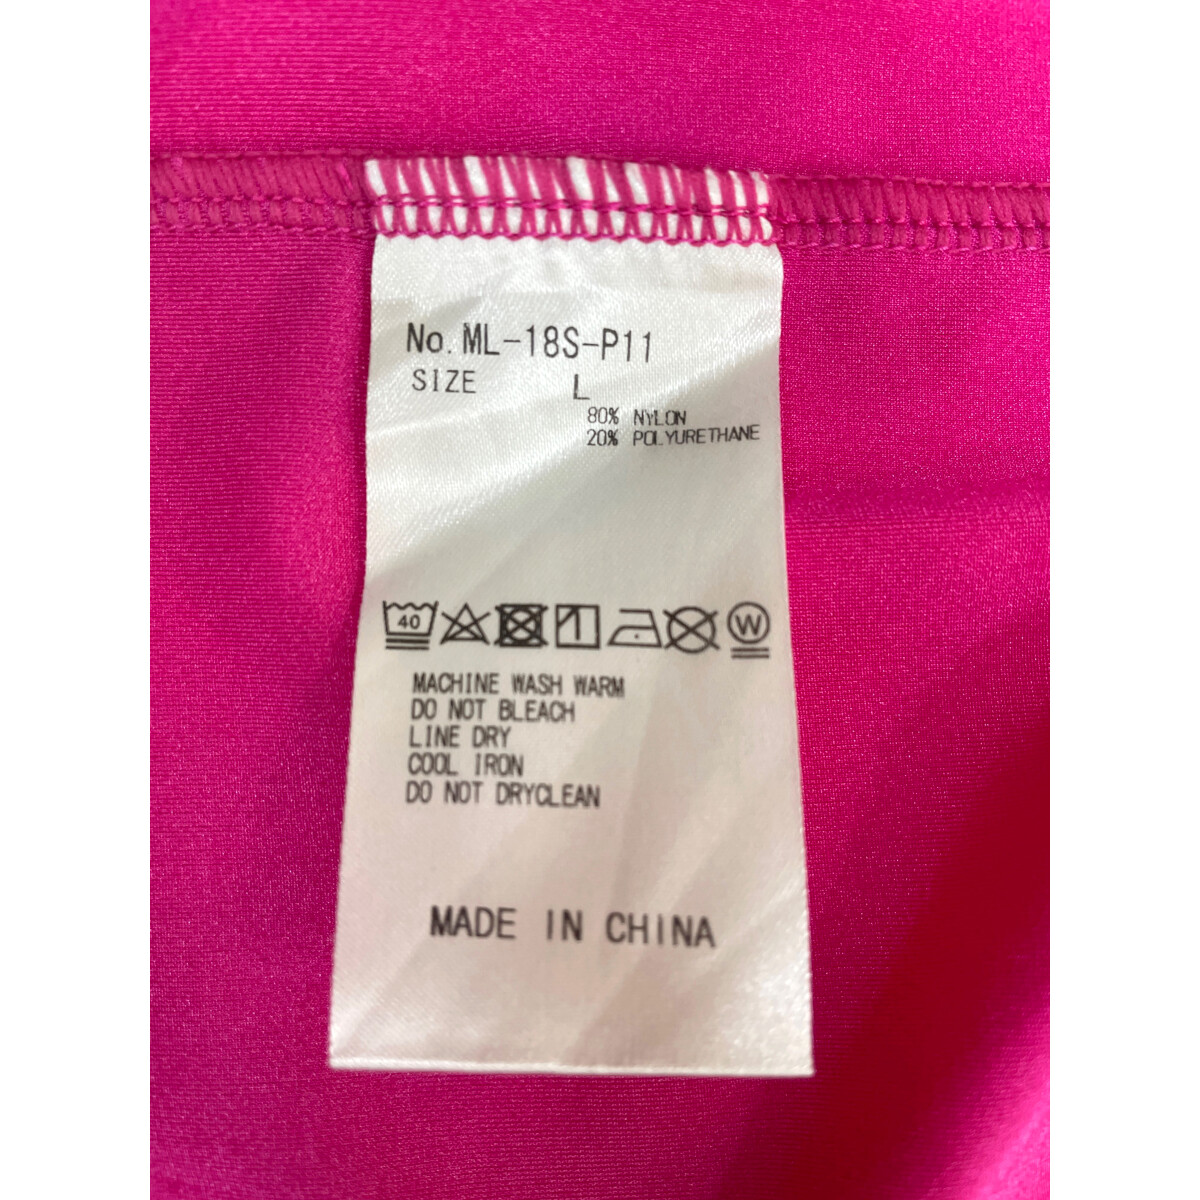 No. ML-18S-P11
SIZE L
80% NYLON
20% POLYURETHANE
40 W
MACHINE WASH WARM
DO NOT BLEACH
LINE DRY
COOL IRON
DO NOT DRYCLEAN
MADE IN CHINA